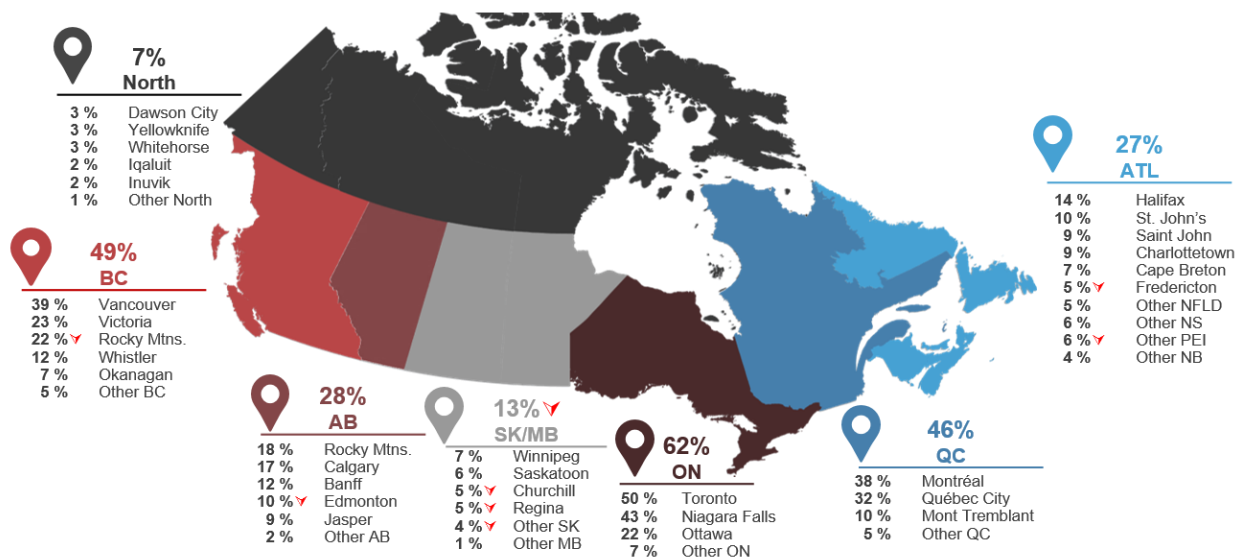 7%
North
3 % Dawson City
3 % Yellowknife
3 % Whitehorse
2 % Iqaluit
2 % Inuvik
1 % Other North
49%
BC
39 % Vancouver
23 % Victoria
22 % Rocky Mtns.
12 % Whistler
7 % Okanagan
5 % Other BC
28%
AB
18 % Rocky Mtns.
17 % Calgary
12 % Banff
10 % Edmonton
9 % Jasper
2 % Other AB
13%
SK/MB
7 % Winnipeg
6 % Saskatoon
5 % Churchill
5 % Regina
4 % Other SK
1 % Other MB
62%
ON
50 % Toronto
43 % Niagara Falls
22 % Ottawa
7 % Other ON
46%
QC
38 % Montréal
32 % Québec City
10 % Mont Tremblant
5 % Other QC
27%
ATL
14 % Halifax
10 % St. John’s
9 % Saint John
9 % Charlottetown
7 % Cape Breton
5 % Fredericton
5 % Other NFLD
6 % Other NS
6 % Other PEI
4 % Other NB